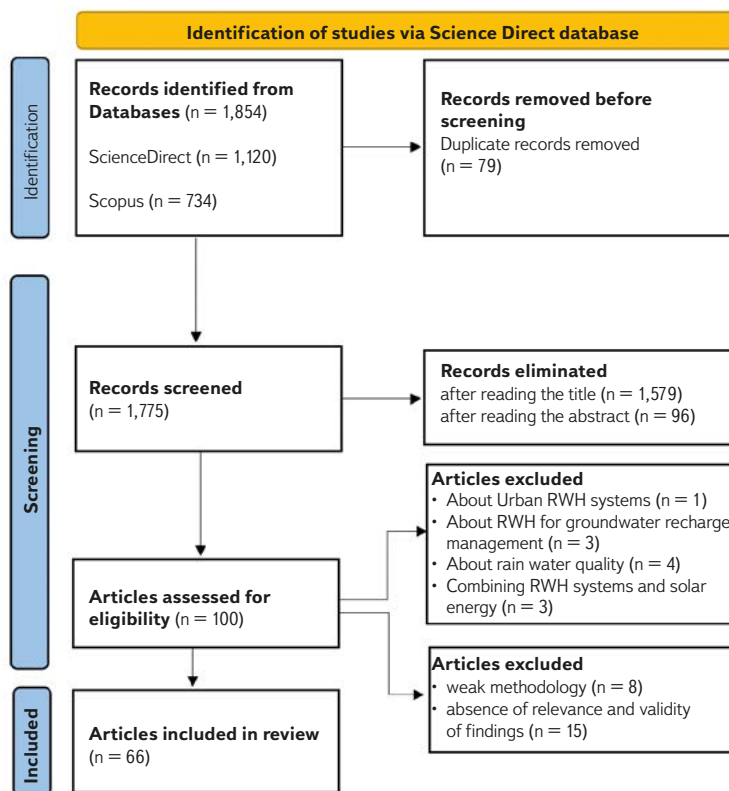 Identification of studies via Science Direct database
Identification
Records identified from
Databases (n = 1,854)
ScienceDirect (n = 1,120)
Scopus (n = 734)
Records removed before
screening
Duplicate records removed
(n = 79)
Screening
Records screened
(n = 1,775)
Records eliminated
after reading the title (n = 1,579)
after reading the abstract (n = 96)
Articles assessed for
eligibility (n = 100)
Articles excluded
• About Urban RWH systems (n = 1)
• About RWH for groundwater recharge
management (n = 3)
• About rain water quality (n = 4)
• Combining RWH systems and solar
energy (n = 3)
Articles excluded
• weak methodology (n = 8)
• absence of relevance and validity
of findings (n = 15)
Included
Articles included in review
(n = 66)